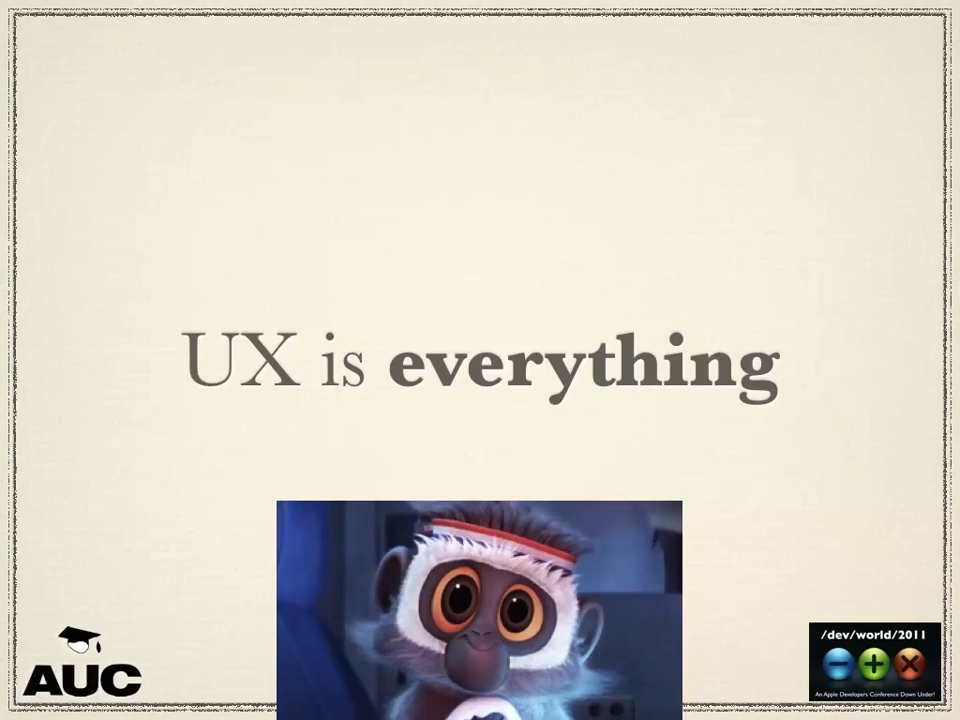 UX is everything
AUC
/dev/world/2011
An Apple Developers Conference Down Under!